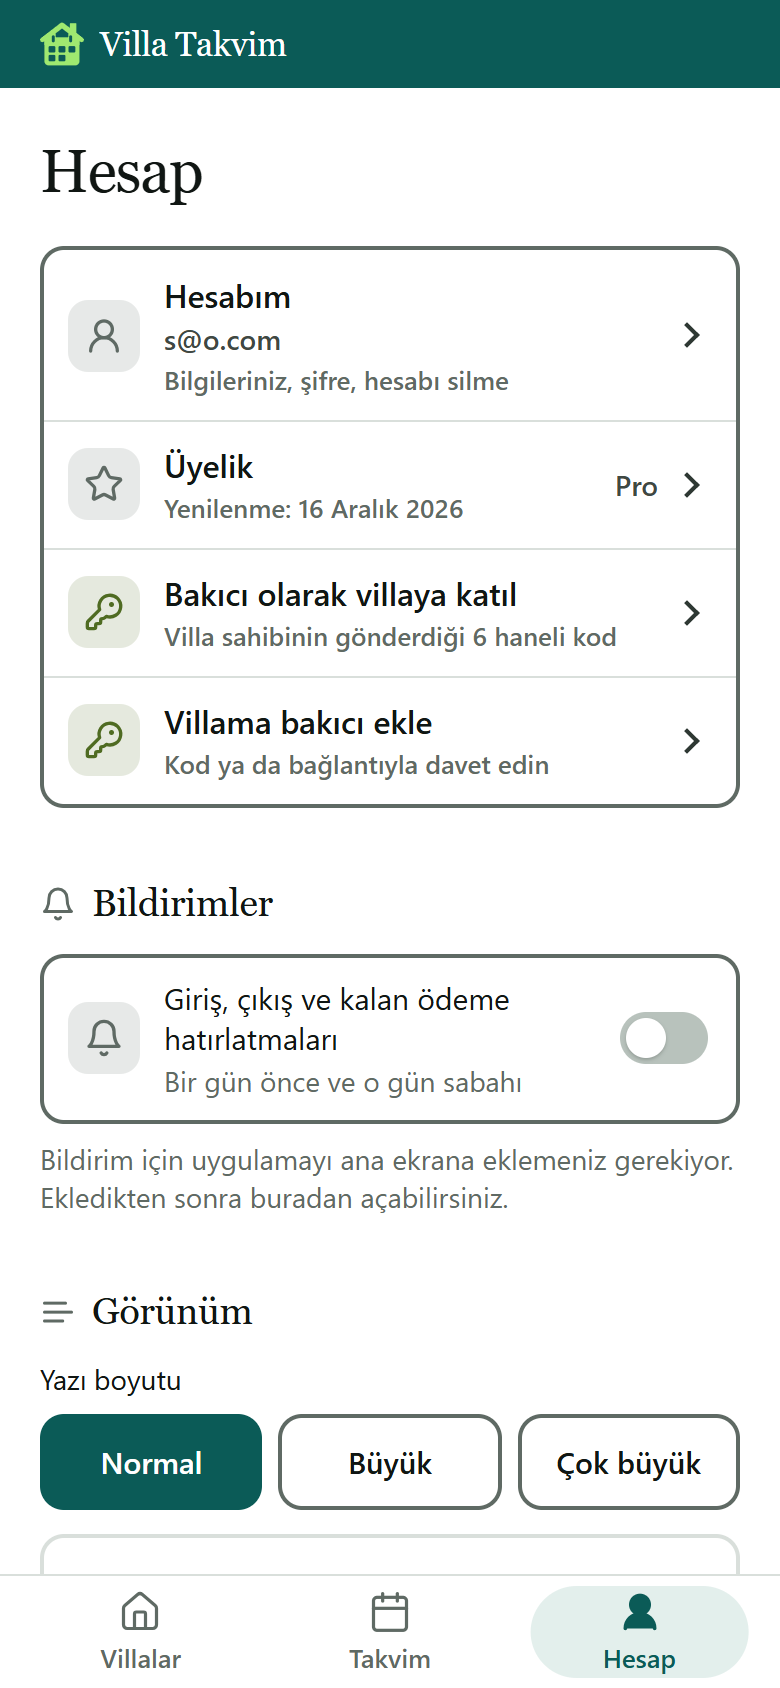 Villa Takvim
Hesap
Hesabım
s@o.com
Bilgileriniz, şifre, hesabı silme
Üyelik
Yenilenme: 16 Aralık 2026
Pro
Bakıcı olarak villaya katıl
Villa sahibinin gönderdiği 6 haneli kod
Villama bakıcı ekle
Kod ya da bağlantıyla davet edin
Bildirimler
Giriş, çıkış ve kalan ödeme
hatırlatmaları
Bir gün önce ve o gün sabahı
Bildirim için uygulamayı ana ekrana eklemeniz gerekiyor.
Ekledikten sonra buradan açabilirsiniz.
Görünüm
Yazı boyutu
Normal
Büyük
Çok büyük
Villalar
Takvim
Hesap